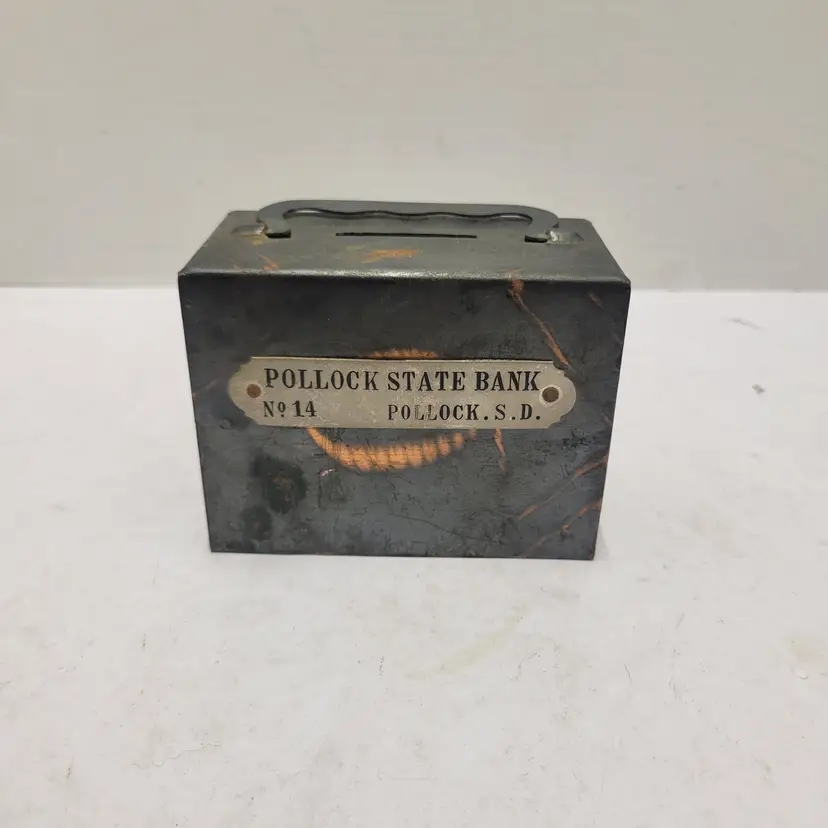 POLLOCK STATE BANK
Nº 14 POLLOCK. S. D.